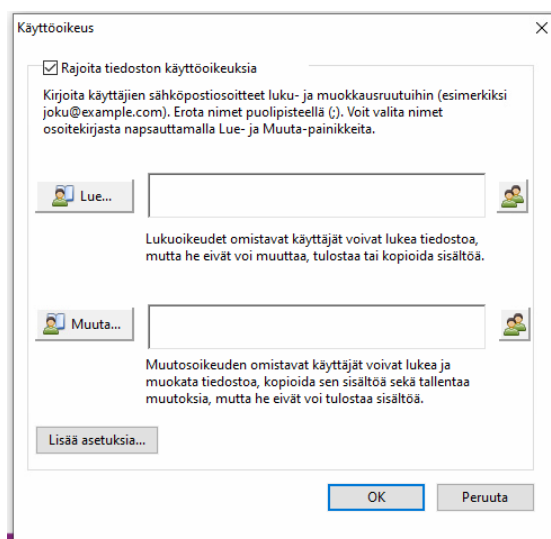 Käyttöoikeus
Rajoita tiedoston käyttöoikeuksia
Kirjoita käyttäjien sähköpostiosoitteet luku- ja muokkausruutuihin (esimerkiksi
joku@example.com). Erota nimet puolipisteellä (;). Voit valita nimet
osoitekirjasta napsauttamalla Lue- ja Muuta-painikkeita.
Lue...
Lukuoikeudet omistavat käyttäjät voivat lukea tiedostoa,
mutta he eivät voi muuttaa, tulostaa tai kopioida sisältöä.
Muuta...
Muutosoikeuden omistavat käyttäjät voivat lukea ja
muokata tiedostoa, kopioida sen sisältöä sekä tallentaa
muutoksia, mutta he eivät voi tulostaa sisältöä.
Lisää asetuksia...
OK Peruuta